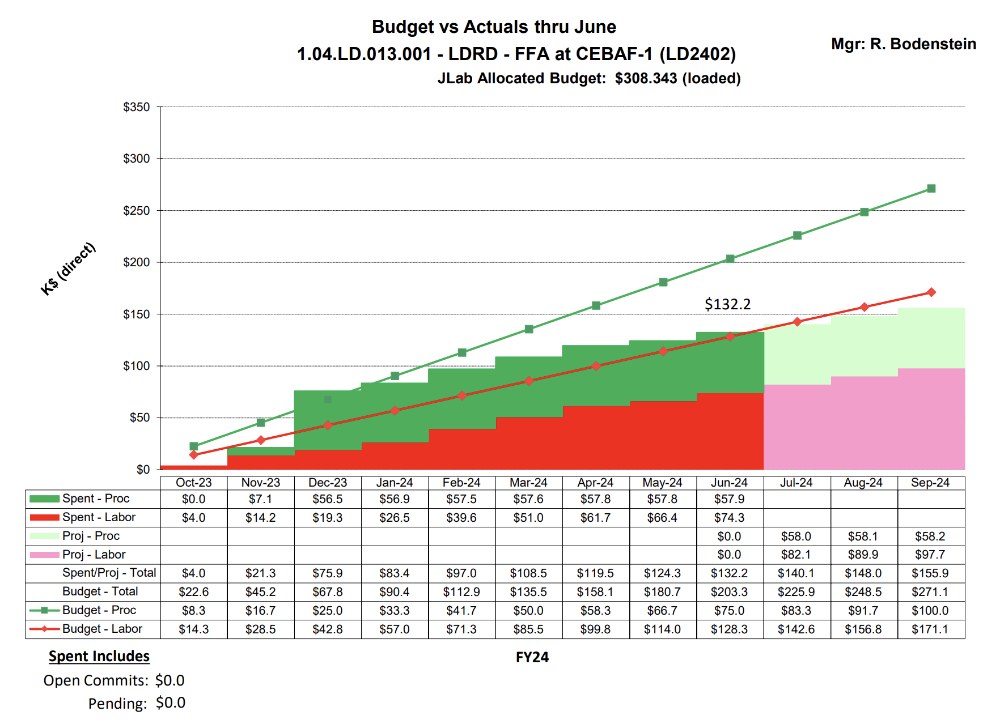 Budget vs Actuals thru June
1.04.LD.013.001 - LDRD - FFA at CEBAF-1 (LD2402)
Mgr: R. Bodenstein
JLab Allocated Budget: $308.343 (loaded)
$350
$300
$250
$200
$150
$100
$50
$0
K$ (direct)
$132.2
Oct-23 Nov-23 Dec-23 Jan-24 Feb-24 Mar-24 Apr-24 May-24 Jun-24 Jul-24 Aug-24 Sep-24
Spent - Proc $0.0 $7.1 $56.5 $56.9 $57.5 $57.6 $57.8 $57.8 $57.9
Spent - Labor $4.0 $14.2 $19.3 $26.5 $39.6 $51.0 $61.7 $66.4 $74.3
Proj - Proc $0.0 $58.0 $58.1 $58.2
Proj - Labor $0.0 $82.1 $89.9 $97.7
Spent/Proj - Total $4.0 $21.3 $75.9 $83.4 $97.0 $108.5 $119.5 $124.3 $132.2 $140.1 $148.0 $155.9
Budget - Total $22.6 $45.2 $67.8 $90.4 $112.9 $135.5 $158.1 $180.7 $203.3 $225.9 $248.5 $271.1
Budget - Proc $8.3 $16.7 $25.0 $33.3 $41.7 $50.0 $58.3 $66.7 $75.0 $83.3 $91.7 $100.0
Budget - Labor $14.3 $28.5 $42.8 $57.0 $71.3 $85.5 $99.8 $114.0 $128.3 $142.6 $156.8 $171.1
Spent Includes
FY24
Open Commits: $0.0
Pending: $0.0